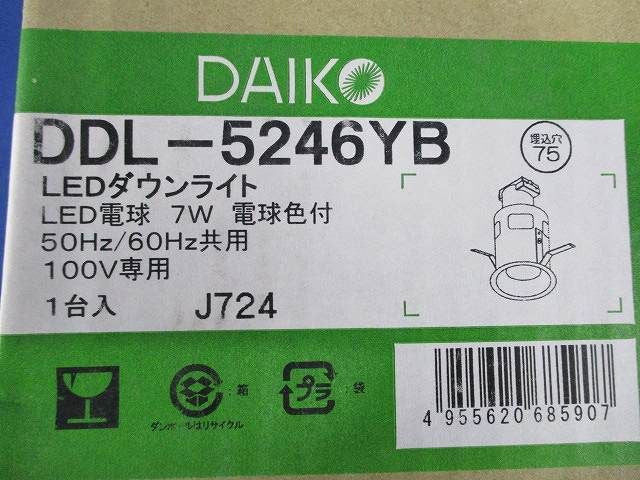 DAIKO
DDL-5246YB
LEDダウンライト
LED電球 7W 電球色付
50Hz/60Hz共用
100V専用
1台入 J724
埋込穴
75
:箱
ダンボールはリサイクル
プラ
:袋
4 955620 685907